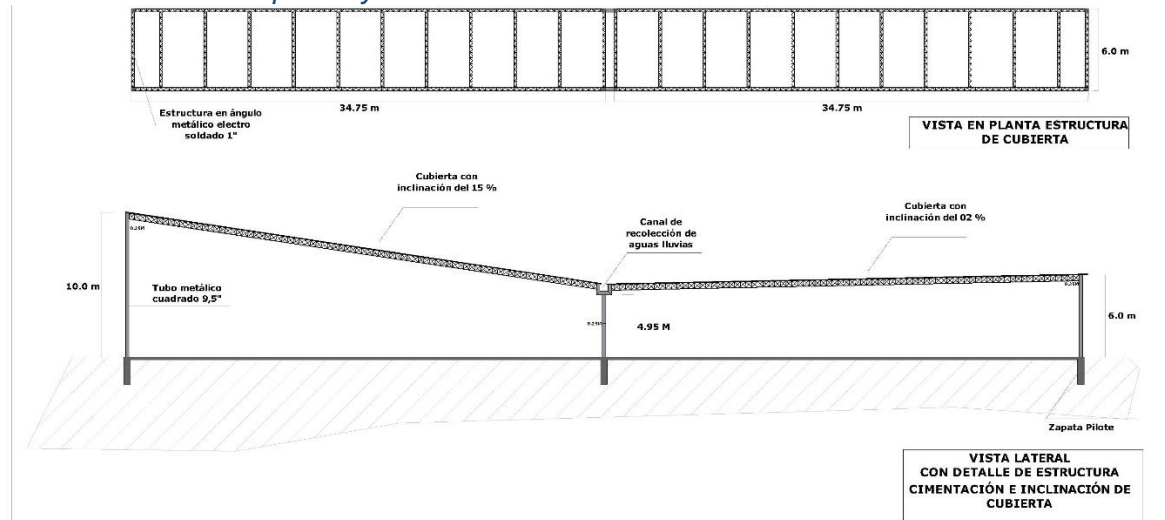 6.0 m
34.75 m
34.75 m
Estructura en ángulo
metálico electro
soldado 1"
VISTA EN PLANTA ESTRUCTURA
DE CUBIERTA
Cubierta con
inclinación del 15 %
Canal de
recolección de
aguas lluvias
Cubierta con
inclinación del 02 %
10.0 m
Tubo metálico
cuadrado 9,5"
4.95 M
6.0 m
Zapata Pilote
VISTA LATERAL
CON DETALLE DE ESTRUCTURA
CIMENTACIÓN E INCLINACIÓN DE
CUBIERTA